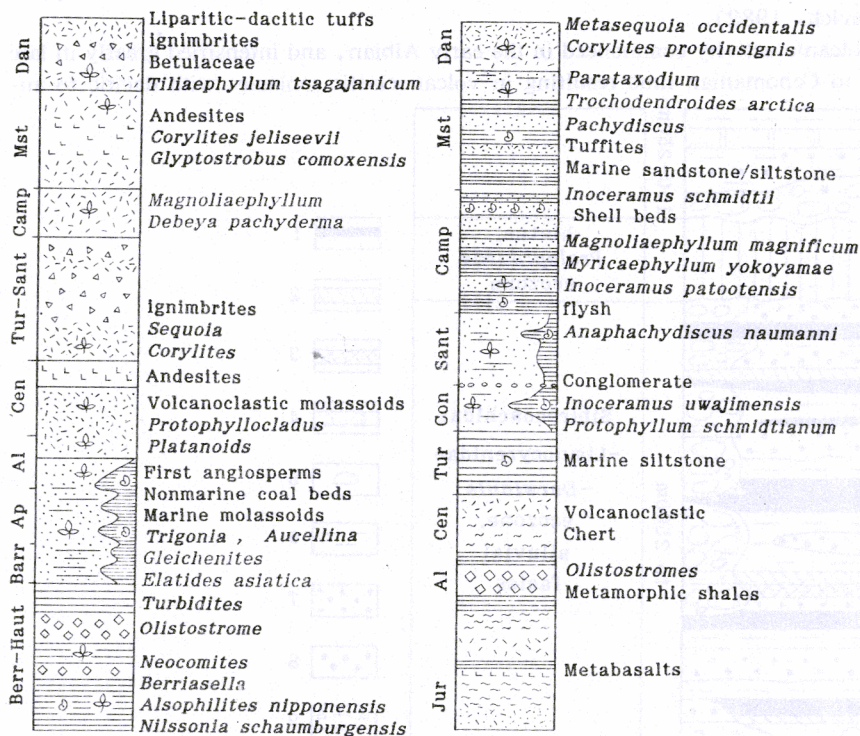 Dan
Mst
Camp
Tur-Sant
Cen
Al
Ap
Barr
Berr-Haut
Liparitic-dacitic tuffs
ignimbrites
Betulaceae
Tiliaephyllum tsagajanicum
Andesites
Corylites jeliseevii
Glyptostrobus comoxensis
Magnoliaephyllum
Debeya pachyderma
ignimbrites
Sequoia
Corylites
Andesites
Volcanoclastic molassoids
Protophyllocladus
Platanoids
First angiosperms
Nonmarine coal beds
Marine molassoids
Trigonia , Aucellina
Gleichenites
Elatides asiatica
Turbidites
Olistostrome
Neocomites
Berriasella
Alsophilites nipponensis
Nilssonia schaumburgensis
Dan
Mst
Camp
Sant
Con
Tur
Cen
Al
Jur
Metasequoia occidentalis
Corylites protoinsignis
Parataxodium
Trochodendroides arctica
Pachydiscus
Tuffites
Marine sandstone/siltstone
Inoceramus schmidtii
Shell beds
Magnoliaephyllum magnificum
Myricaephyllum yokoyamae
Inoceramus patootensis
flysh
Anaphachydiscus naumanni
Conglomerate
Inoceramus uwajimensis
Protophyllum schmidtianum
Marine siltstone
Volcanoclastic
Chert
Olistostromes
Metamorphic shales
Metabasalts